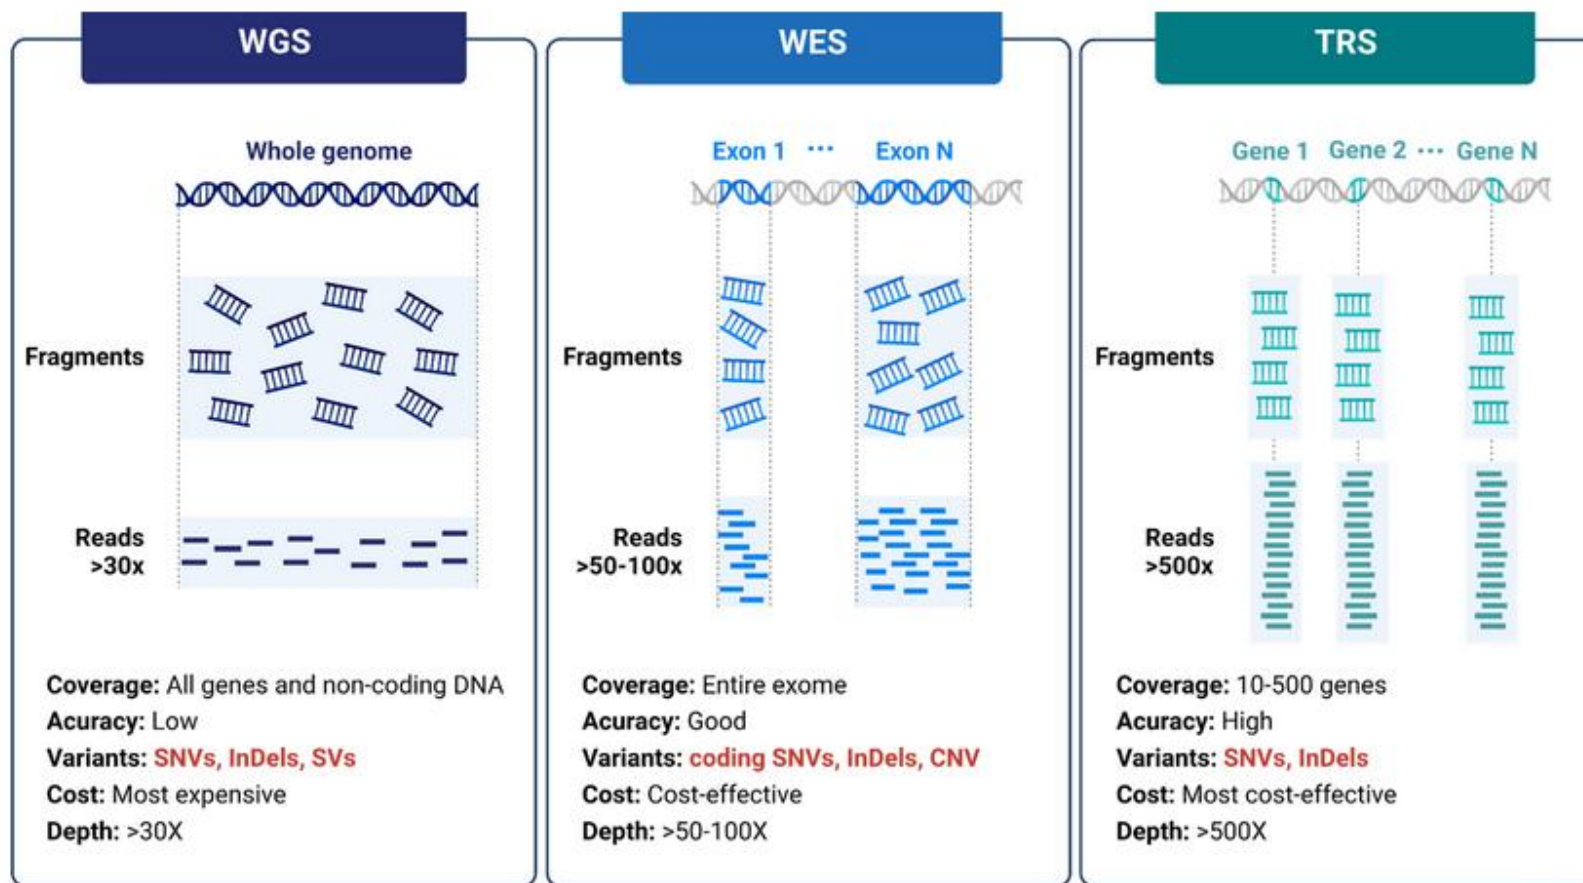 WGS
Whole genome
Fragments
Reads
>30x
Coverage: All genes and non-coding DNA
Acuracy: Low
Variants: SNVs, InDels, SVs
Cost: Most expensive
Depth: >30X
WES
Exon 1 ··· Exon N
Fragments
Reads
>50-100x
Coverage: Entire exome
Acuracy: Good
Variants: coding SNVs, InDels, CNV
Cost: Cost-effective
Depth: >50-100X
TRS
Gene 1 Gene 2 ··· Gene N
Fragments
Reads
>500x
Coverage: 10-500 genes
Acuracy: High
Variants: SNVs, InDels
Cost: Most cost-effective
Depth: >500X